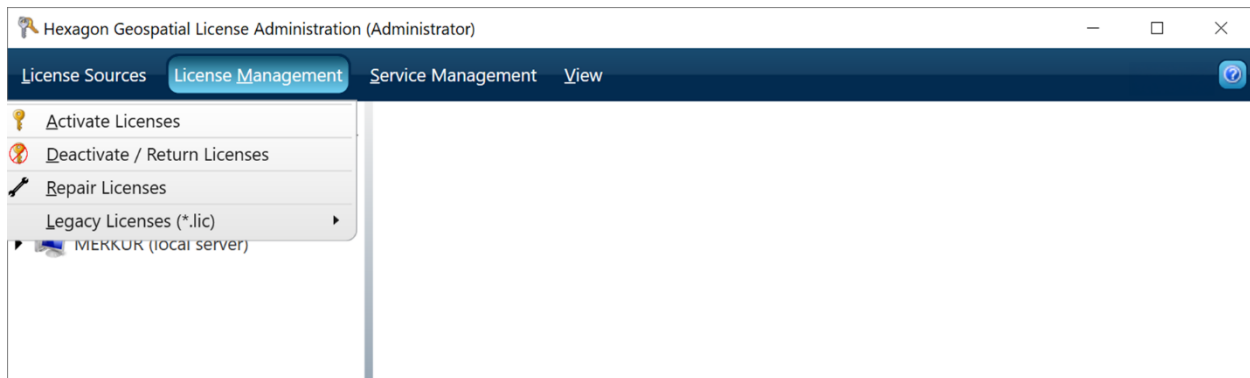 Hexagon Geospatial License Administration (Administrator)
License Sources License Management Service Management View
Activate Licenses
Deactivate / Return Licenses
Repair Licenses
Legacy Licenses (*.lic)
MERKUR (local server)